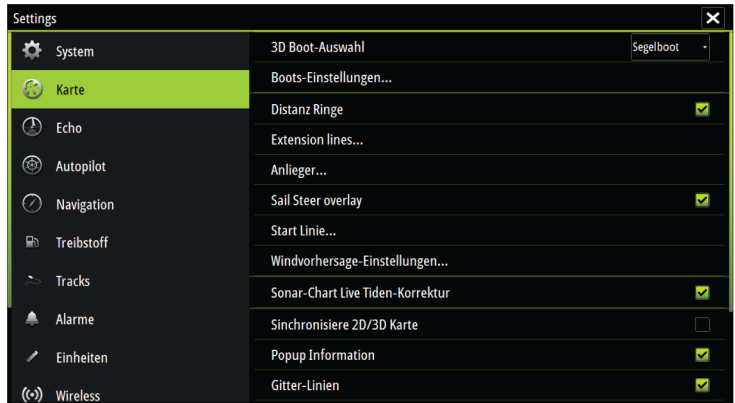 Settings
System
Karte
Echo
Autopilot
Navigation
Treibstoff
Tracks
Alarme
Einheiten
Wireless
3D Boot-Auswahl Segelboot
Boots-Einstellungen...
Distanz Ringe
Extension lines...
Anlieger...
Sail Steer overlay
Start Linie...
Windvorhersage-Einstellungen...
Sonar-Chart Live Tiden-Korrektur
Sinchronisiere 2D/3D Karte
Popup Information
Gitter-Linien